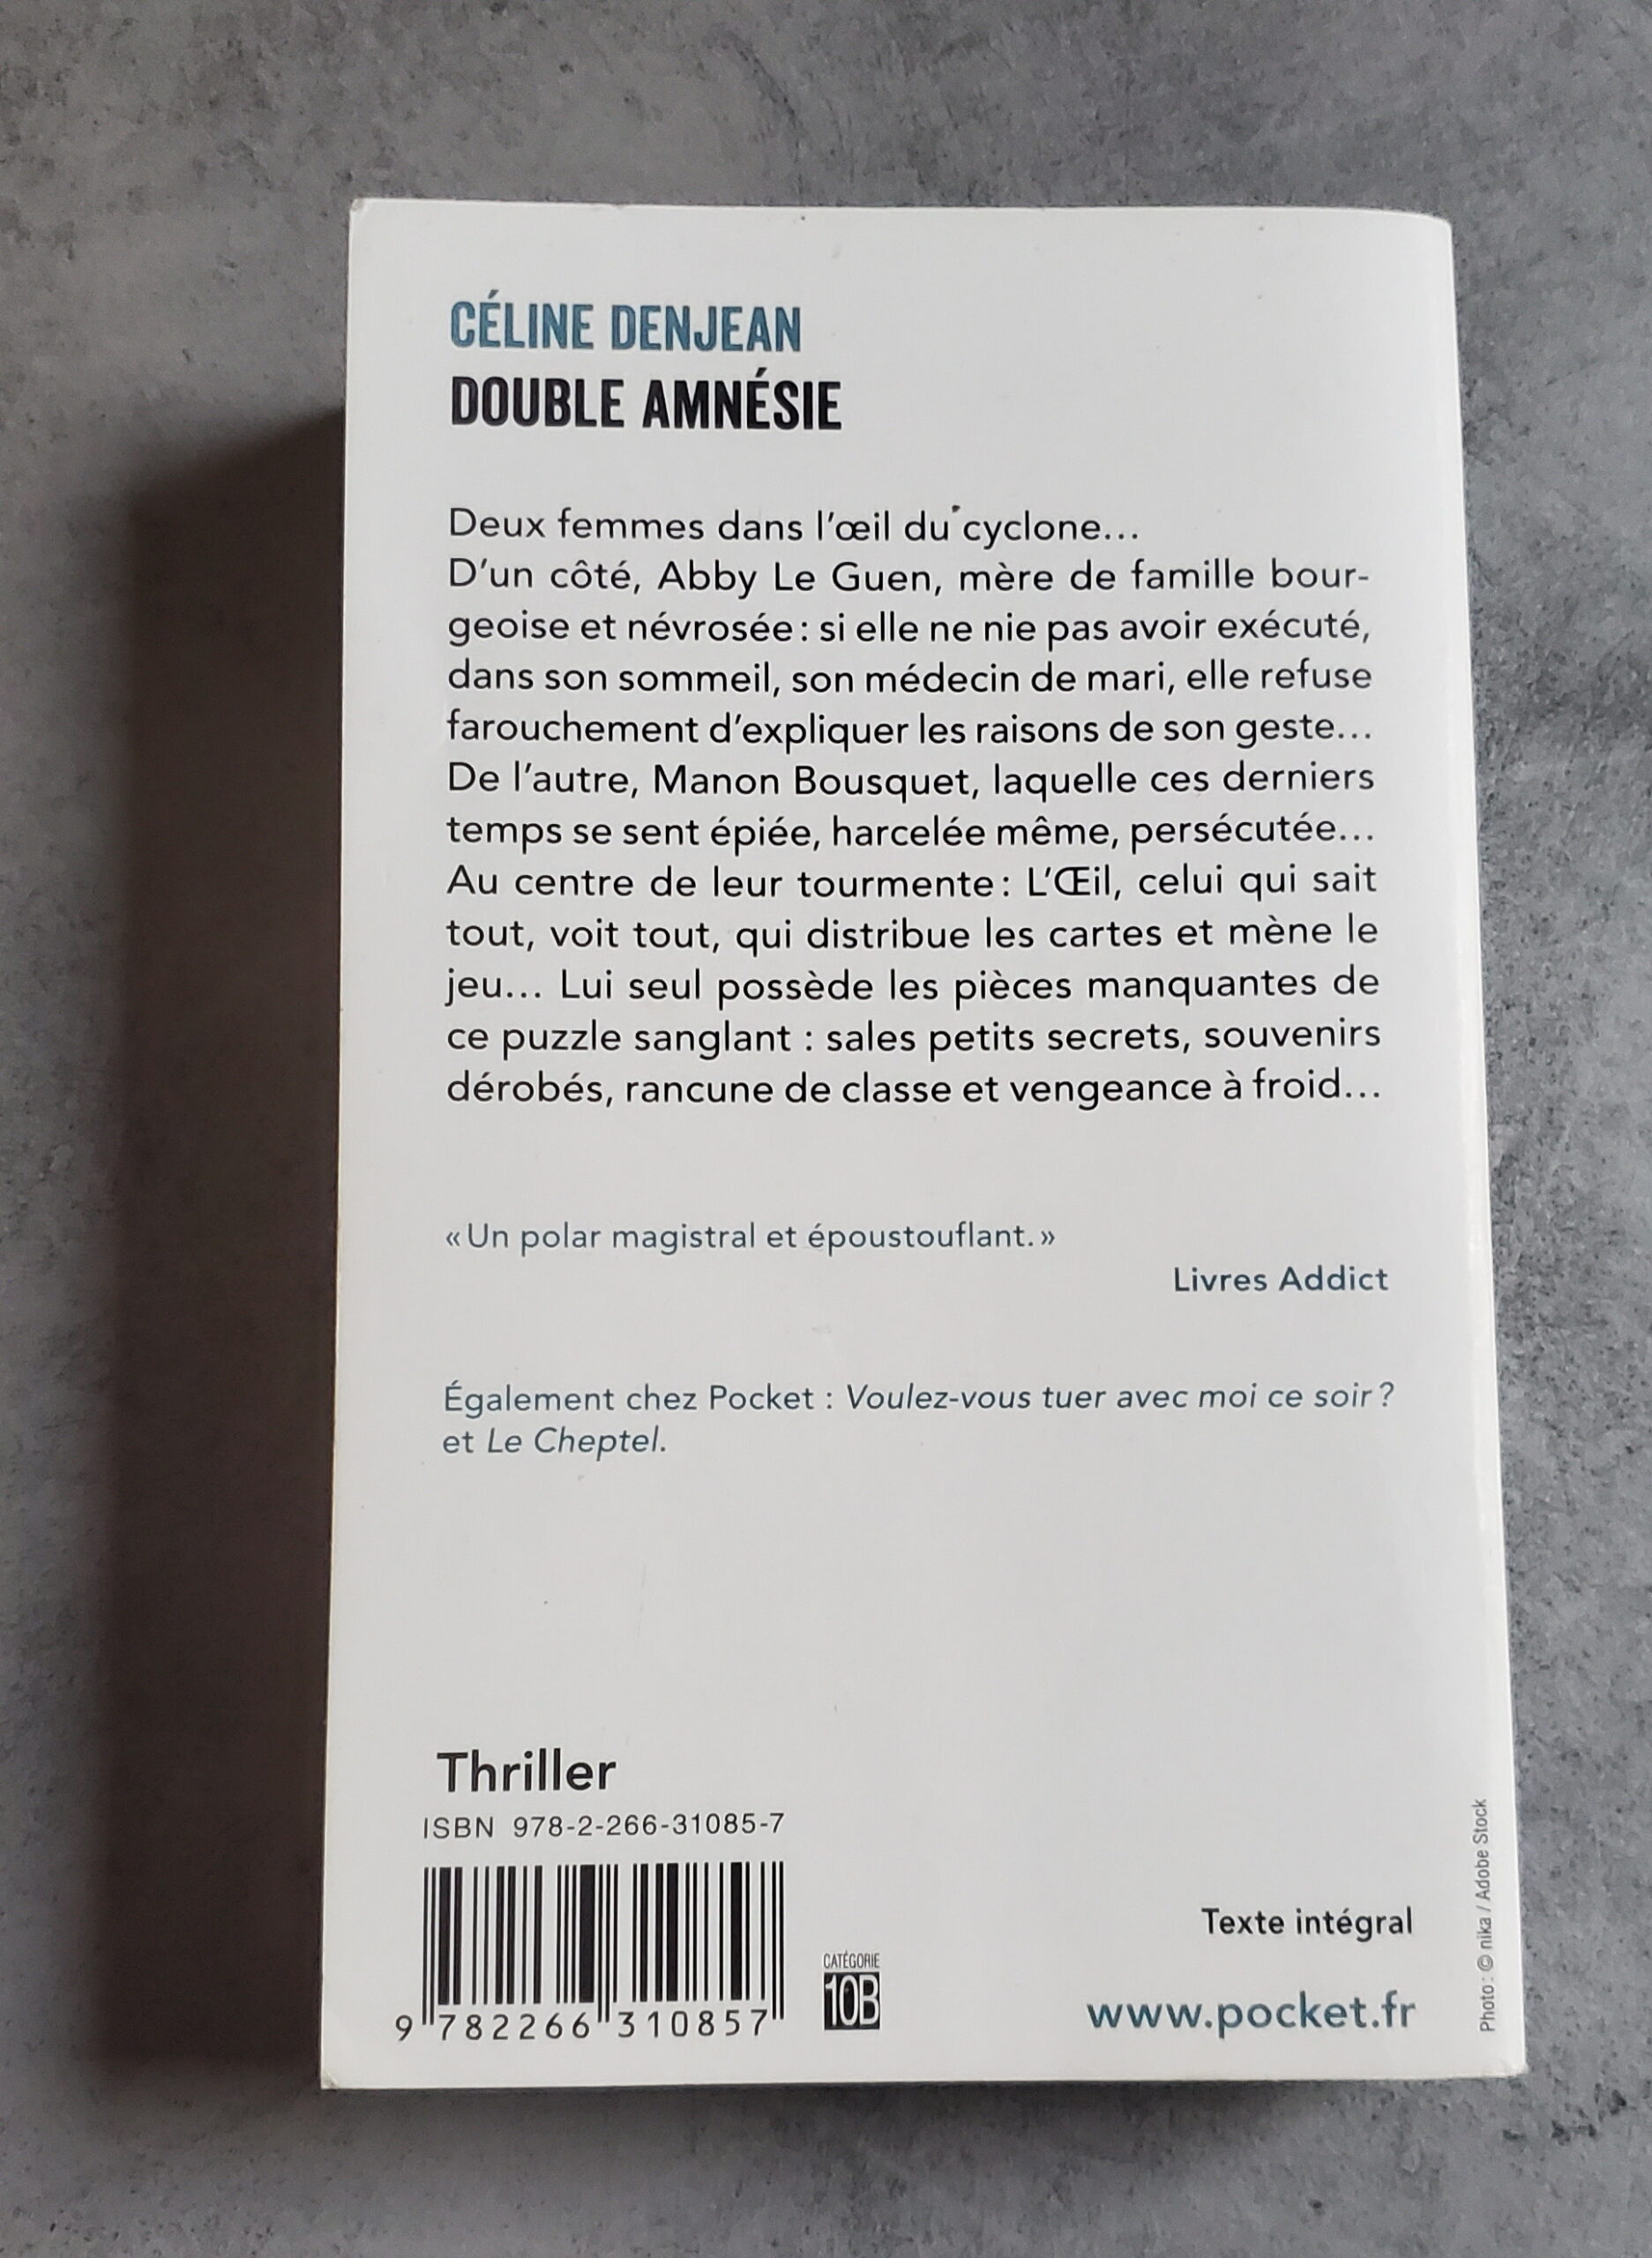 CÉLINE DENJEAN
DOUBLE AMNÉSIE
Deux femmes dans l'œil du cyclone...
D'un côté, Abby Le Guen, mère de famille bour-
geoise et névrosée : si elle ne nie pas avoir exécuté,
dans son sommeil, son médecin de mari, elle refuse
farouchement d'expliquer les raisons de son geste...
De l'autre, Manon Bousquet, laquelle ces derniers
temps se sent épiée, harcelée même, persécutée...
Au centre de leur tourmente : L'Œil, celui qui sait
tout, voit tout, qui distribue les cartes et mène le
jeu... Lui seul possède les pièces manquantes de
ce puzzle sanglant : sales petits secrets, souvenirs
dérobés, rancune de classe et vengeance à froid...
« Un polar magistral et époustouflant. »
Livres Addict
Également chez Pocket : Voulez-vous tuer avec moi ce soir ?
et Le Cheptel.
Thriller
ISBN 978-2-266-31085-7
9 782266 310857
CATÉGORIE
10B
Texte intégral
www.pocket.fr
Photo : © nika / Adobe Stock